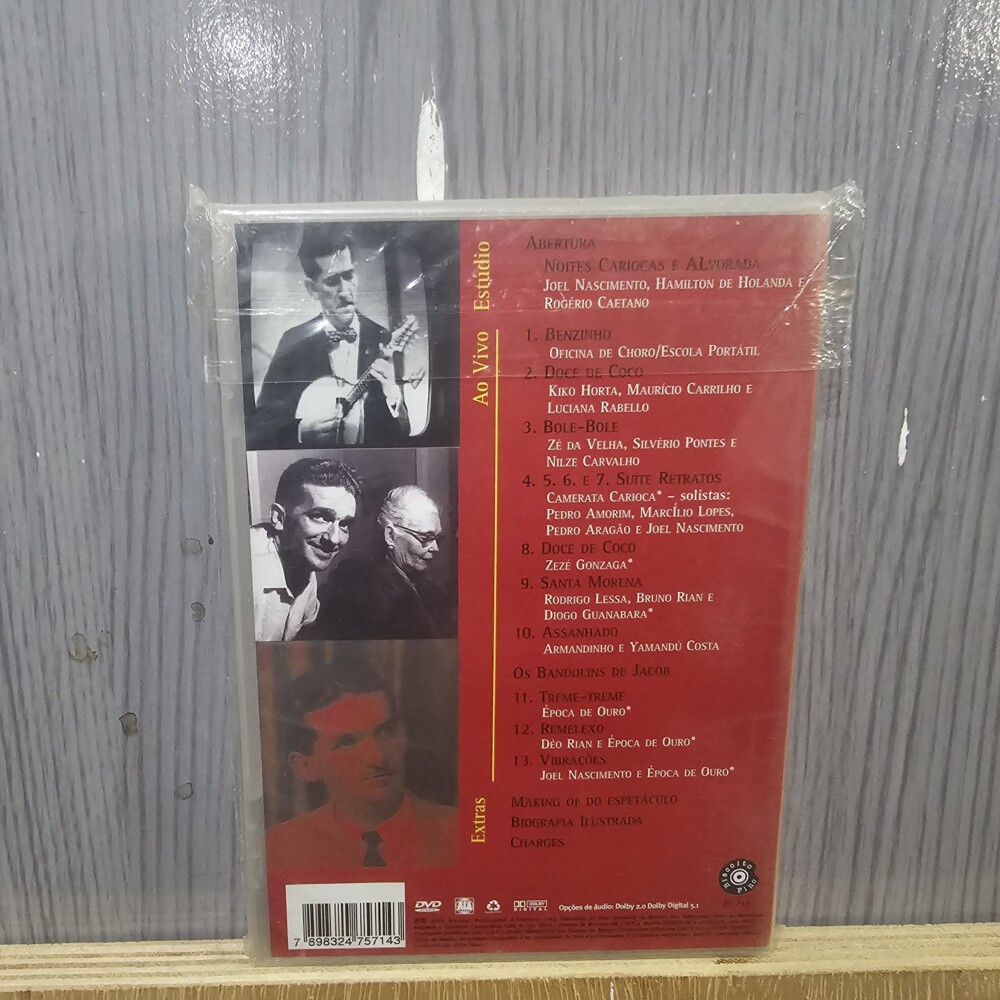 Estúdio
Abertura
Noites Cariocas e ALvorada
Joel Nascimento, Hamilton de Holanda e
Rogério Caetano
Ao Vivo
1. Benzinho
Oficina de Choro/Escola Portátil
2. Doce de Coco
Kiko Horta, Maurício Carrilho e
Luciana Rabello
3. Bole-Bole
Zé da Velha, Silvério Pontes e
Nilze Carvalho
4. 5. 6. e 7. Suite Retratos
Camerata Carioca* – solistas:
Pedro Amorim, Marcílio Lopes,
Pedro Aragão e Joel Nascimento
8. Doce de Coco
Zezé Gonzaga*
9. Santa Morena
Rodrigo Lessa, Bruno Rian e
Diogo Guanabara*
10. Assanhado
Armandinho e Yamandú Costa
Os Bandolins de Jacob
11. Treme-treme
Época de Ouro*
12. Remelexo
Déo Rian e Época de Ouro*
13. Vibrações
Joel Nascimento e Época de Ouro*
Extras
Making of do espetáculo
Biografia Ilustrada
Charges
Biscoito Fino
7 898324 757143
DVD
DOLBY DIGITAL
Opções de áudio: Dolby 2.0 Dolby Digital 5.1